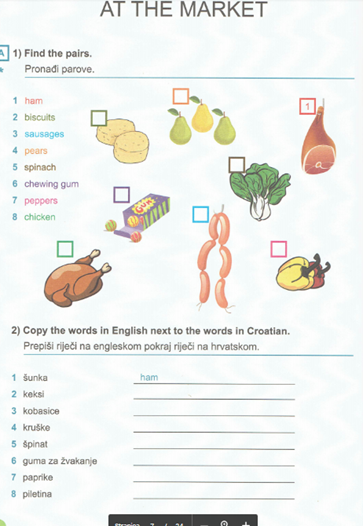 AT THE MARKET
A 1) Find the pairs.
Pronađi parove.
1 ham
2 biscuits
3 sausages
4 pears
5 spinach
6 chewing gum
7 peppers
8 chicken
1
a
GUM
2) Copy the words in English next to the words in Croatian.
Prepiši riječi na engleskom pokraj riječi na hrvatskom.
1 šunka ham
2 keksi
3 kobasice
4 kruške
5 špinat
6 guma za žvakanje
7 paprike
8 piletina
Stranica 7 / 24